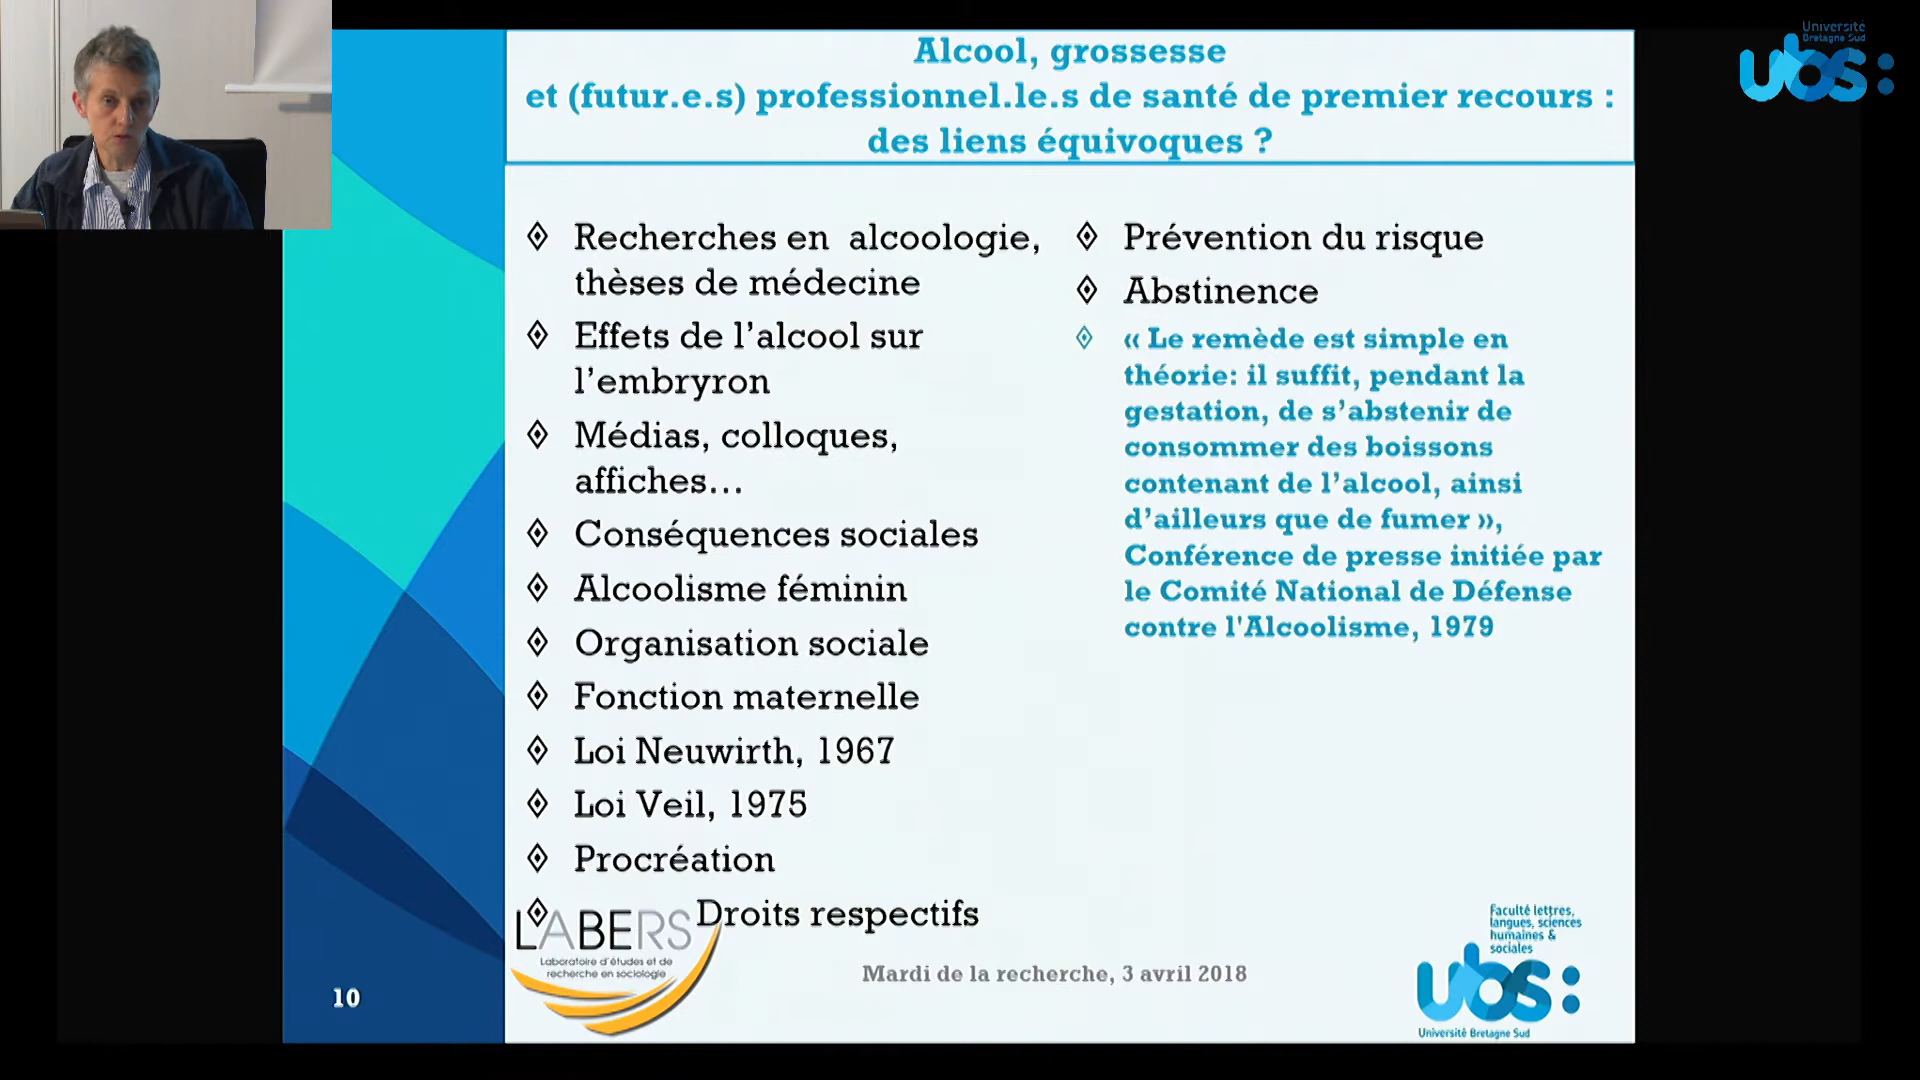 Université
Bretagne Sud
ubs:
Alcool, grossesse
et (futur.e.s) professionnel.le.s de santé de premier recours :
des liens équivoques ?
Recherches en alcoologie,
thèses de médecine
Effets de l’alcool sur
l’embryron
Médias, colloques,
affiches…
Conséquences sociales
Alcoolisme féminin
Organisation sociale
Fonction maternelle
Loi Neuwirth, 1967
Loi Veil, 1975
Procréation
Droits respectifs
Prévention du risque
Abstinence
« Le remède est simple en
théorie: il suffit, pendant la
gestation, de s’abstenir de
consommer des boissons
contenant de l’alcool, ainsi
d’ailleurs que de fumer »,
Conférence de presse initiée par
le Comité National de Défense
contre l'Alcoolisme, 1979
LABERS
Laboratoire d'études et de
recherche en sociologie
Mardi de la recherche, 3 avril 2018
10
Faculté lettres,
langues, sciences
humaines &
sociales
ubs:
Université Bretagne Sud